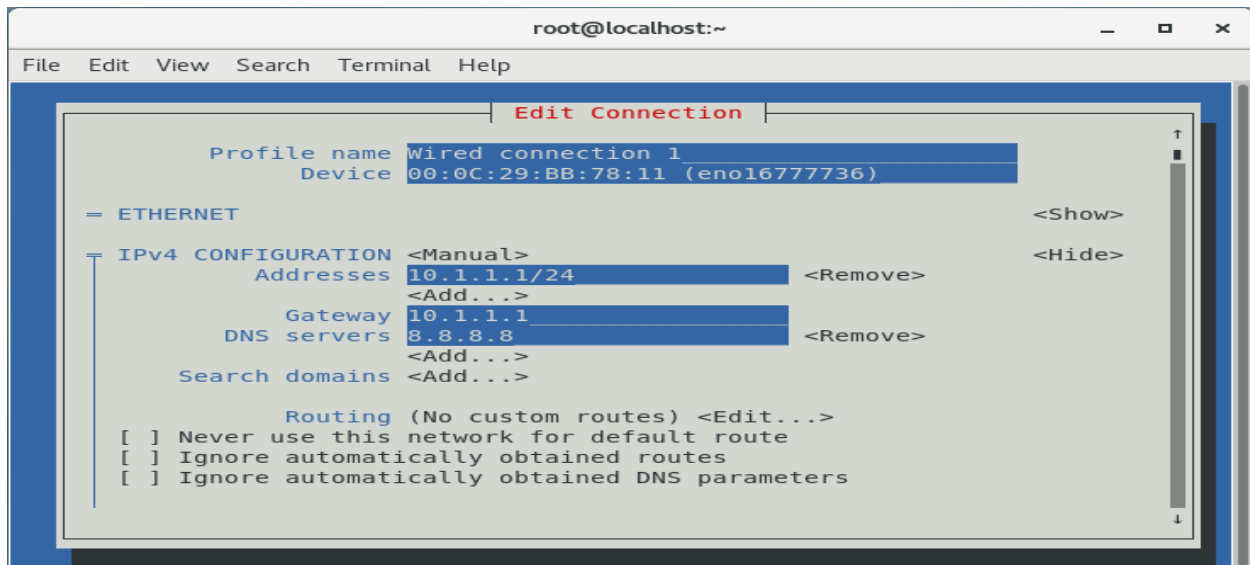 root@localhost:~
File Edit View Search Terminal Help
Edit Connection
Profile name Wired connection 1
Device 00:0C:29:BB:78:11 (eno16777736)
= ETHERNET <Show>
= IPv4 CONFIGURATION <Manual> <Hide>
Addresses 10.1.1.1/24 <Remove>
<Add...>
Gateway 10.1.1.1
DNS servers 8.8.8.8 <Remove>
<Add...>
Search domains <Add...>
Routing (No custom routes) <Edit...>
[ ] Never use this network for default route
[ ] Ignore automatically obtained routes
[ ] Ignore automatically obtained DNS parameters